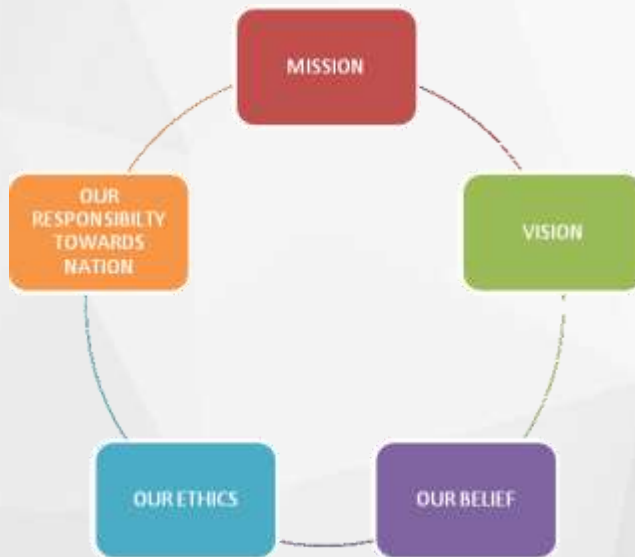 MISSION
VISION
OUR BELIEF
OUR ETHICS
OUR
RESPONSIBILTY
TOWARDS
NATION